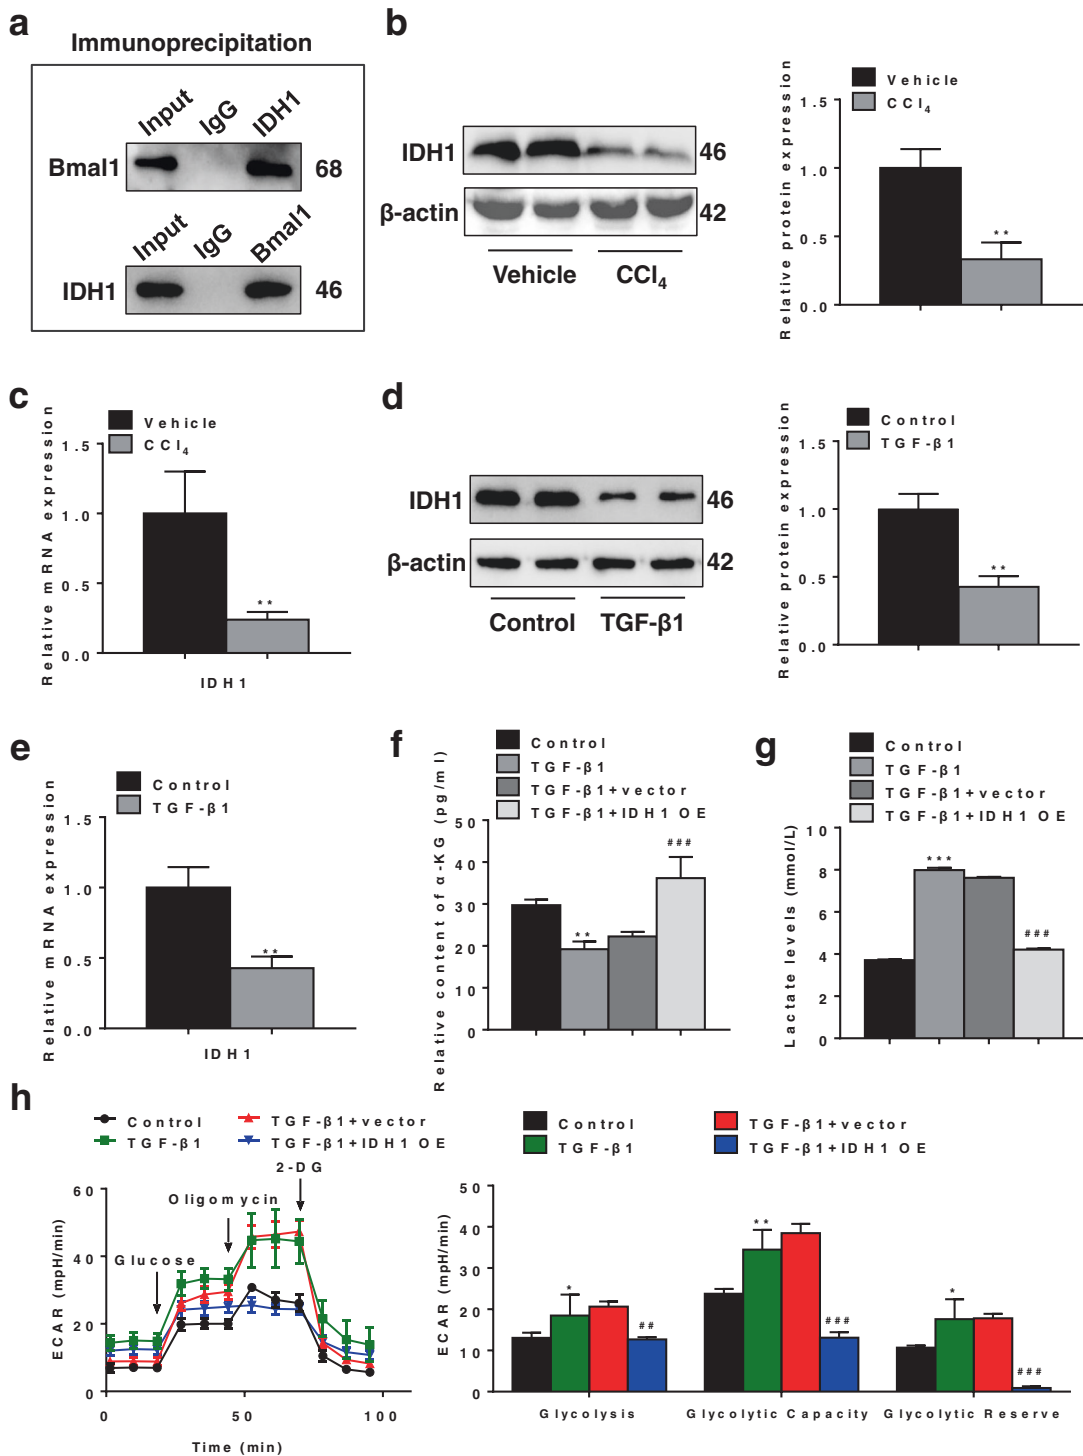 a
Immunoprecipitation
Input IgG IDH1
Bmal1 68
Input IgG Bmal1
IDH1 46
b
IDH1 46
β-actin 42
Vehicle CCl4
Vehicle
CCl4
Relative protein expression
1.5
1.0
0.5
0.0
**
c
Vehicle
CCl4
Relative mRNA expression
1.5
1.0
0.5
0.0
**
IDH1
d
IDH1 46
β-actin 42
Control TGF-β1
Control
TGF-β1
Relative protein expression
1.5
1.0
0.5
0.0
**
e
Control
TGF-β1
Relative mRNA expression
1.5
1.0
0.5
0.0
**
IDH1
f
Control
TGF-β1
TGF-β1+vector
TGF-β1+IDH1 OE
Relative content of α-KG (pg/ml)
50
40
30
20
10
0
**
###
g
Control
TGF-β1
TGF-β1+vector
TGF-β1+IDH1 OE
Lactate levels (mmol/L)
10
8
6
4
2
0
***
###
h
Control TGF-β1+vector
TGF-β1 TGF-β1+IDH1 OE
2-DG
Oligomycin
Glucose
ECAR (mpH/min)
60
40
20
0
0 50 100
Time (min)
Control TGF-β1+vector
TGF-β1 TGF-β1+IDH1 OE
ECAR (mpH/min)
50
40
30
20
10
0
* ##
** ###
* ###
Glycolysis Glycolytic Capacity Glycolytic Reserve